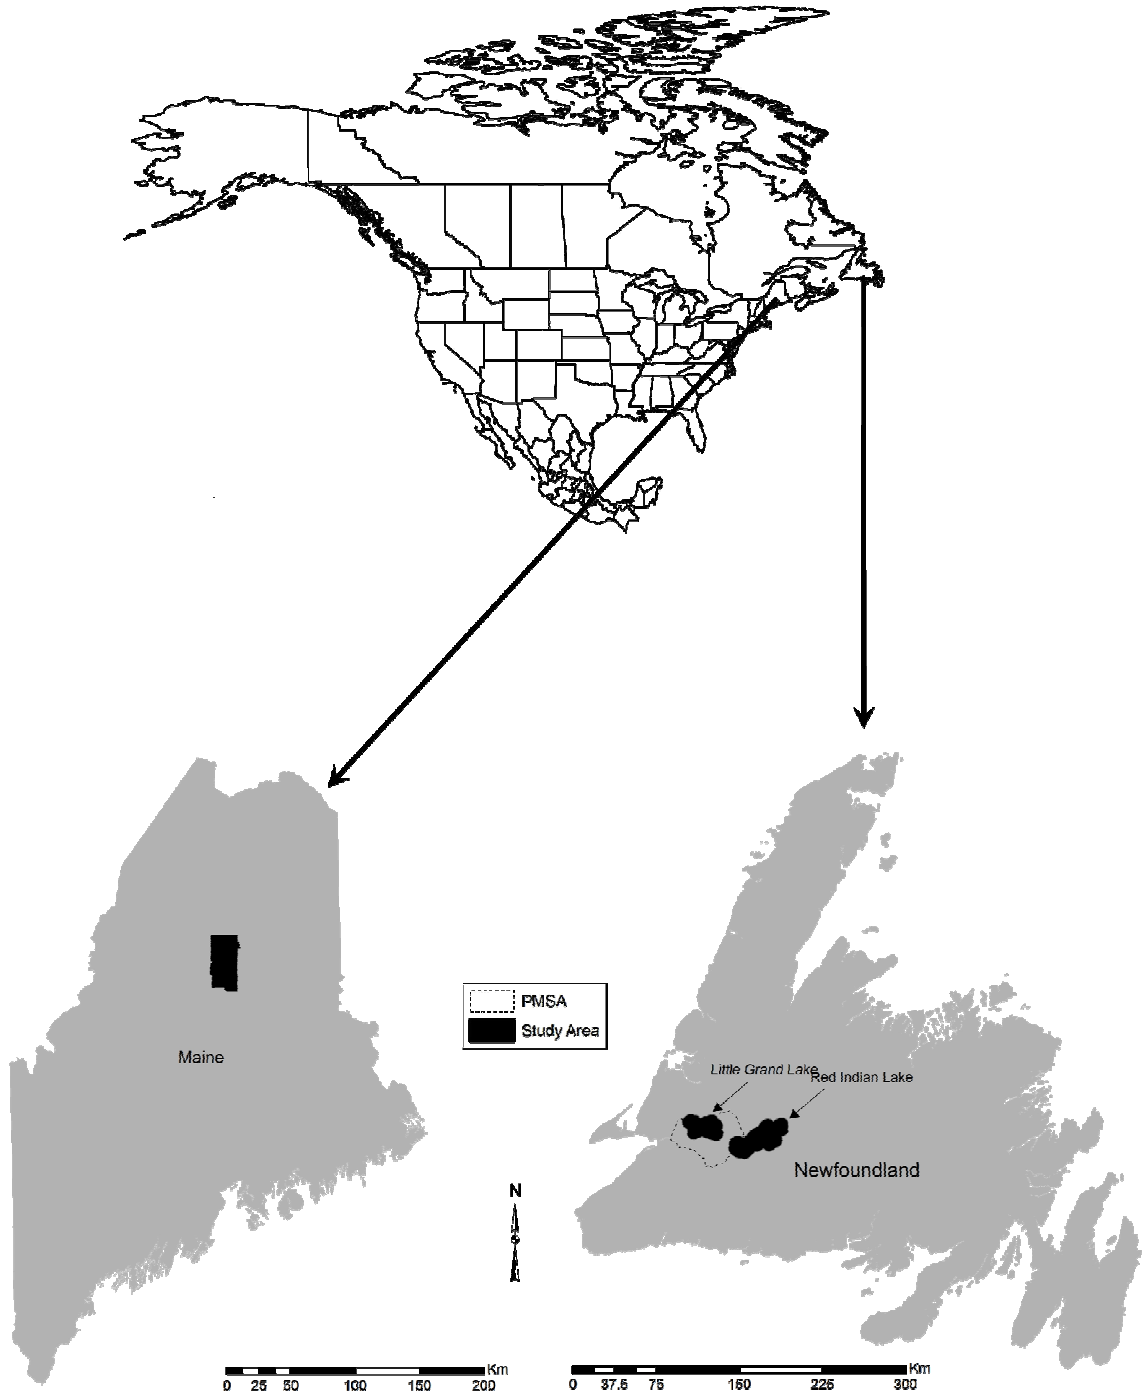 PMSA
Study Area
Maine
Little Grand Lake
Red Indian Lake
Newfoundland
N
Km
0 25 50 100 150 200
Km
0 37.5 75 150 225 300